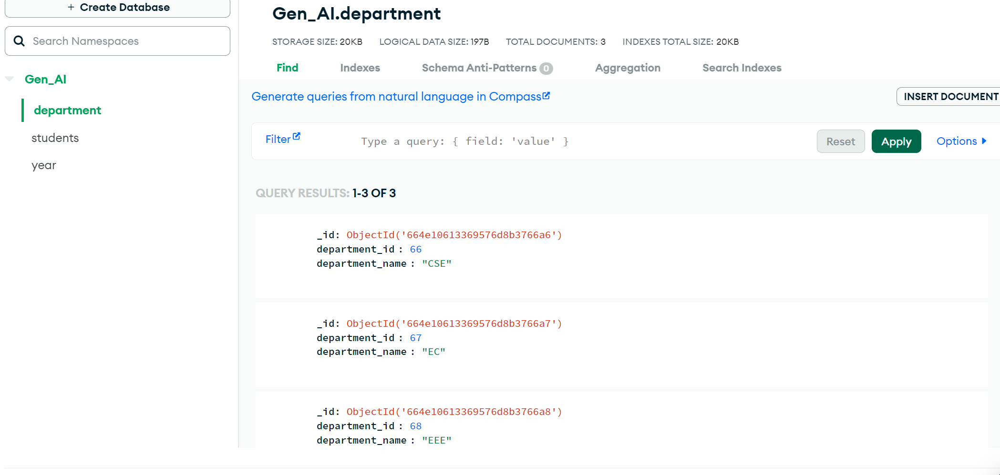 + Create Database
Search Namespaces
Gen_AI
department
students
year
Gen_AI.department
STORAGE SIZE: 20KB LOGICAL DATA SIZE: 197B TOTAL DOCUMENTS: 3 INDEXES TOTAL SIZE: 20KB
Find Indexes Schema Anti-Patterns 0 Aggregation Search Indexes
Generate queries from natural language in Compass
INSERT DOCUMENT
Filter Type a query: { field: 'value' } Reset Apply Options
QUERY RESULTS: 1-3 OF 3
_id: ObjectId('664e10613369576d8b3766a6')
department_id : 66
department_name : "CSE"
_id: ObjectId('664e10613369576d8b3766a7')
department_id : 67
department_name : "EC"
_id: ObjectId('664e10613369576d8b3766a8')
department_id : 68
department_name : "EEE"